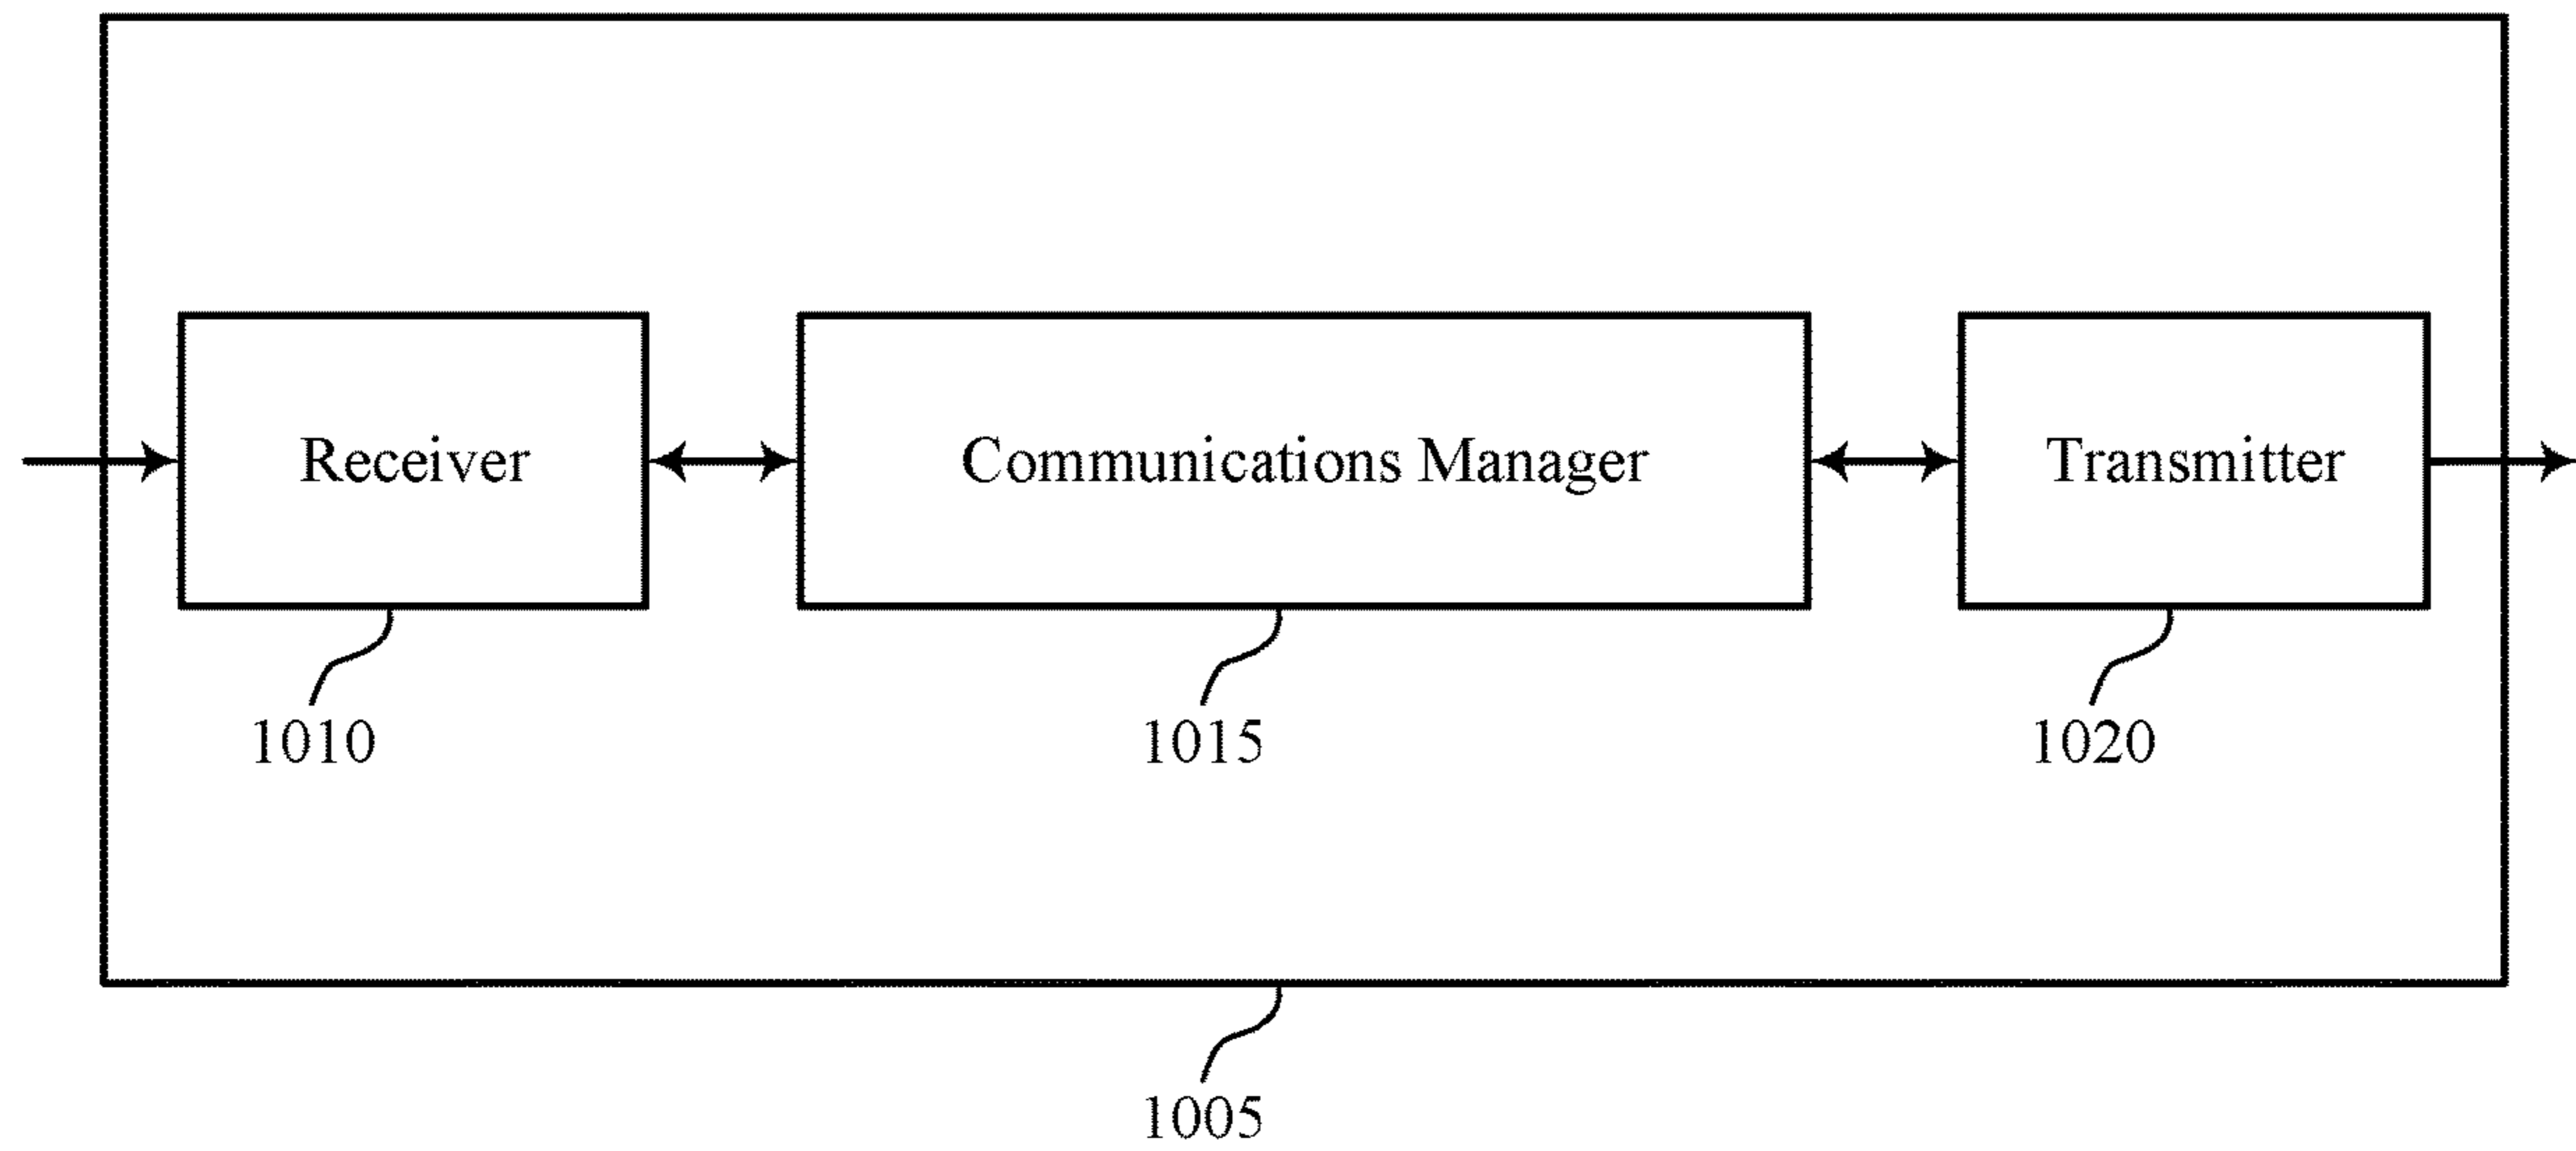 Receiver
Communications Manager
Transmitter
1010
1015
1020
1005